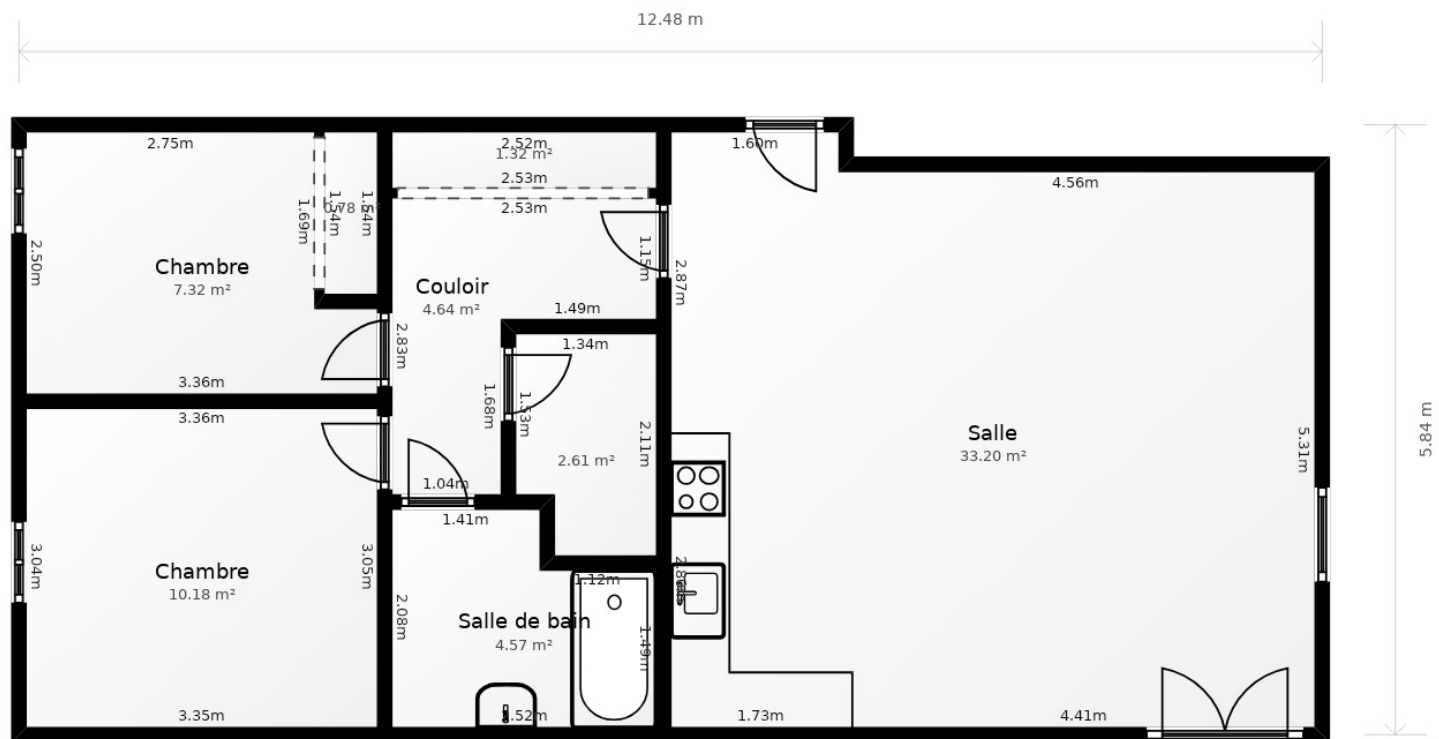 12.48 m
2.75m
2.52m
1.32 m²
1.60m
2.53m
4.56m
1.69m
1.54m
1.54m
2.53m
2.50m
1.15m
2.87m
Chambre
7.32 m²
Couloir
4.64 m²
1.49m
2.83m
1.34m
3.36m
3.36m
1.68m
1.53m
2.11m
2.61 m²
Salle
33.20 m²
5.31m
5.84 m
1.04m
1.41m
3.04m
Chambre
10.18 m²
3.05m
1.12m
2.08m
Salle de bain
4.57 m²
1.49m
3.35m
1.73m
4.41m